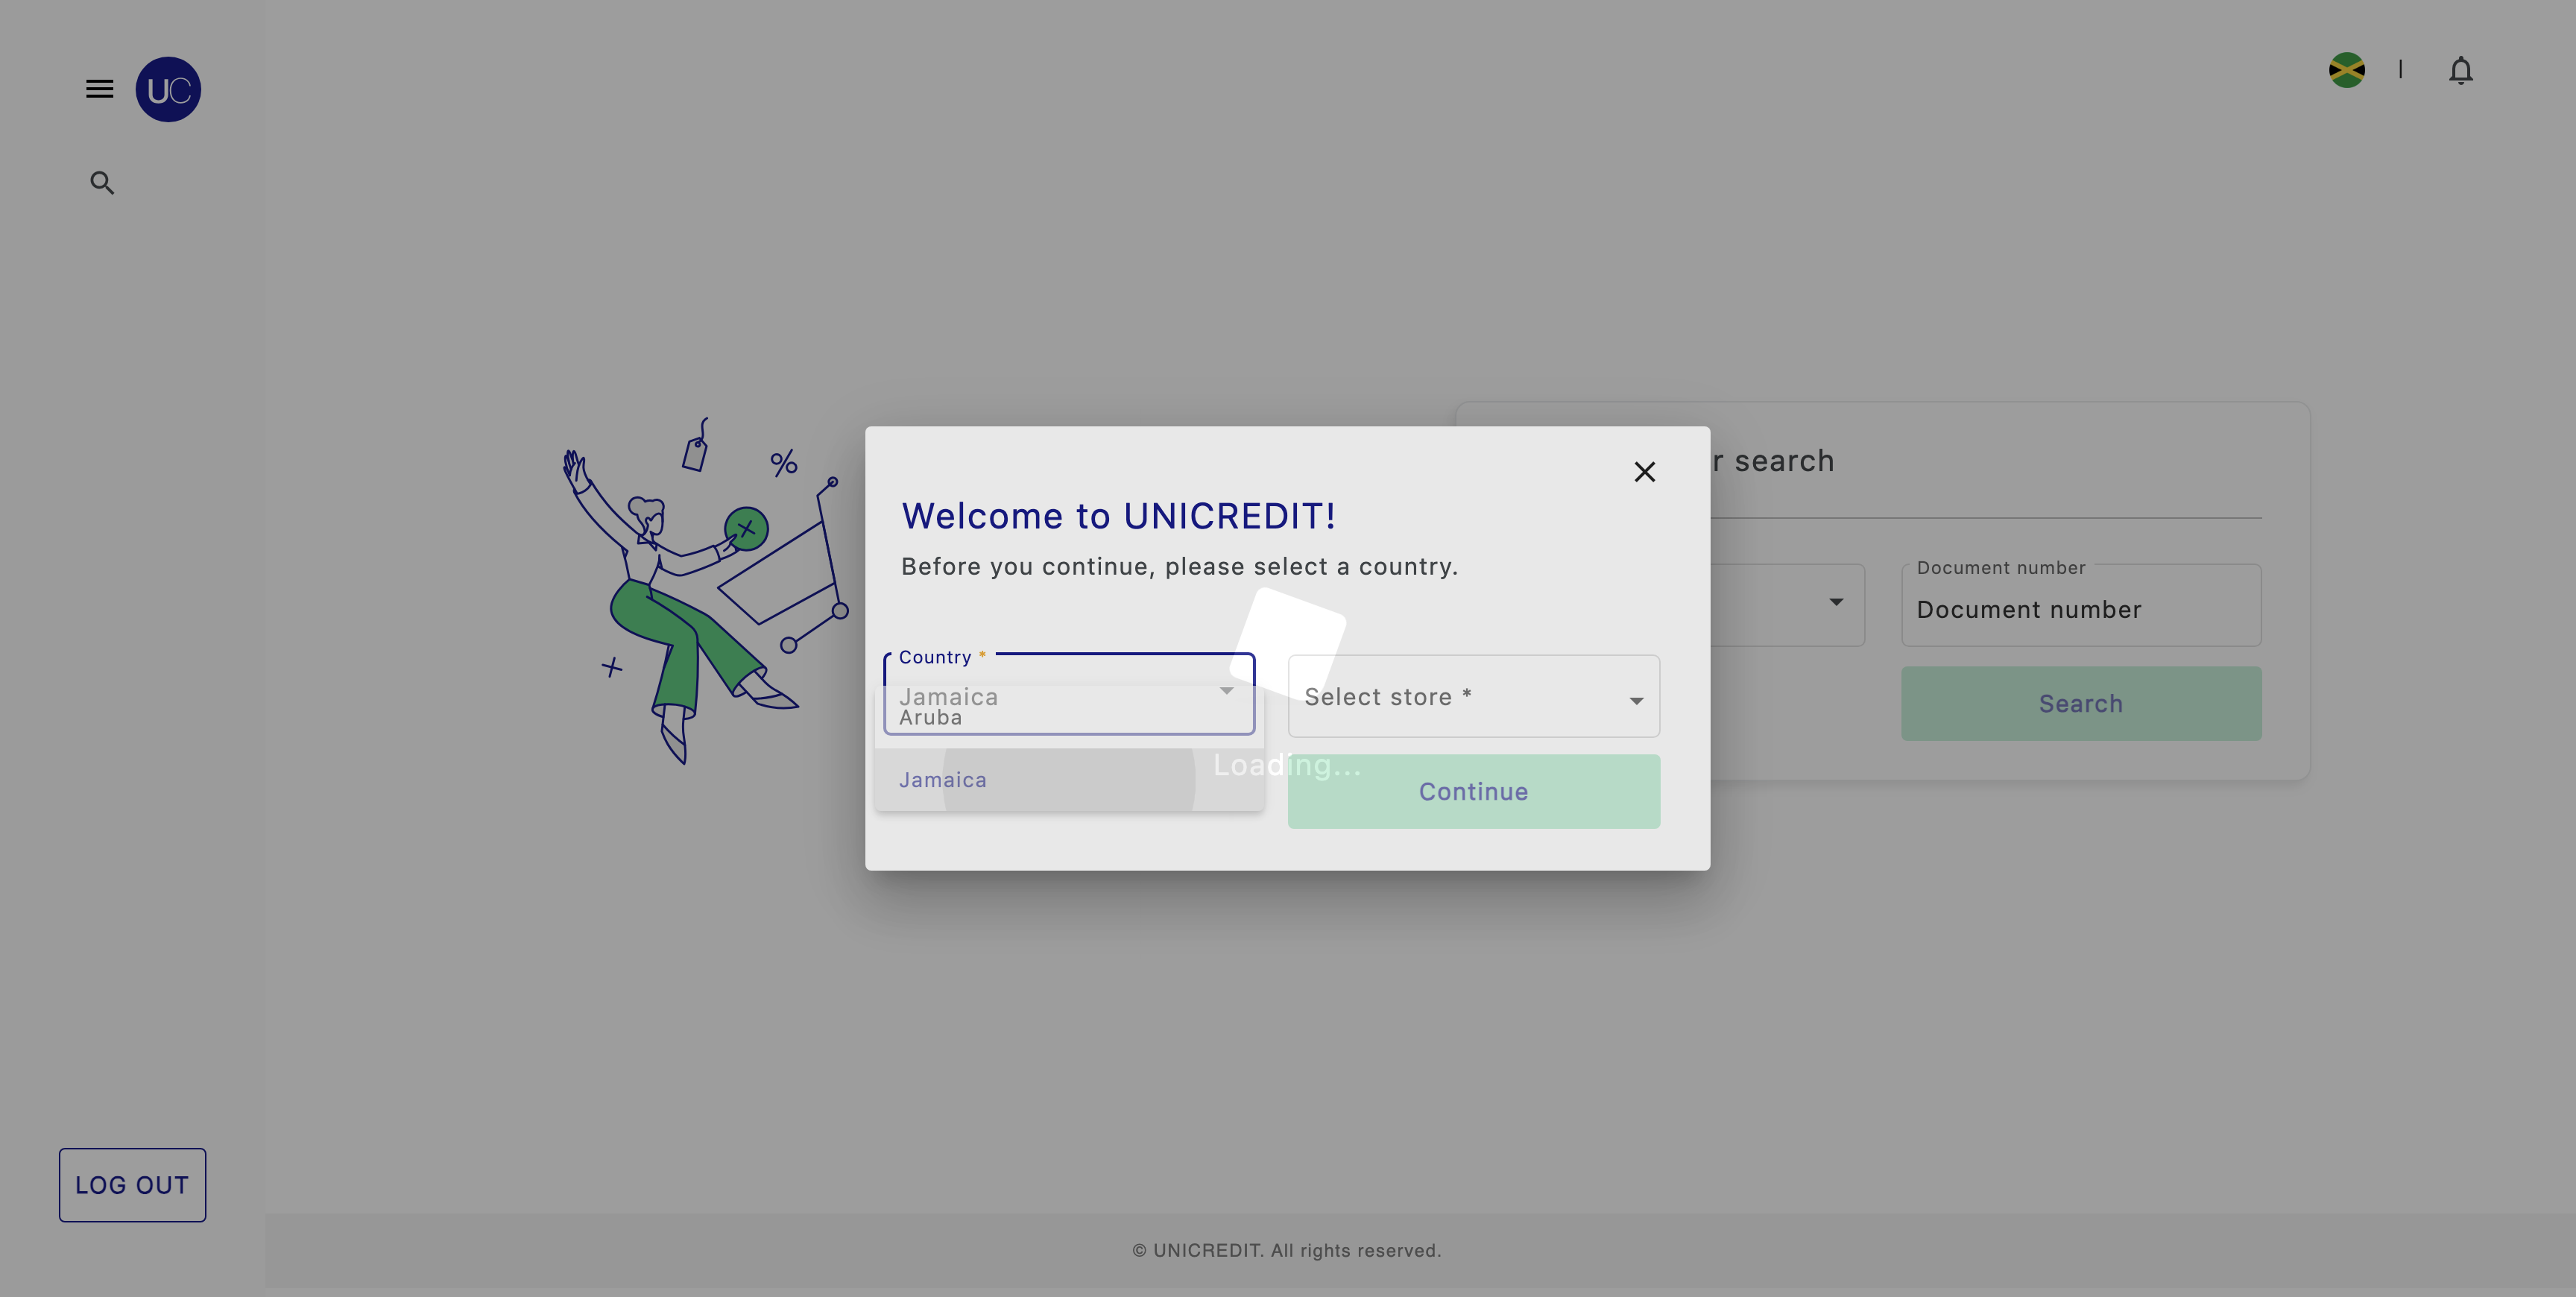 UC
Welcome to UNICREDIT!
Before you continue, please select a country.
Country *
Jamaica
Aruba
Jamaica
Select store *
Loading...
Continue
r search
Document number
Document number
Search
LOG OUT
© UNICREDIT. All rights reserved.